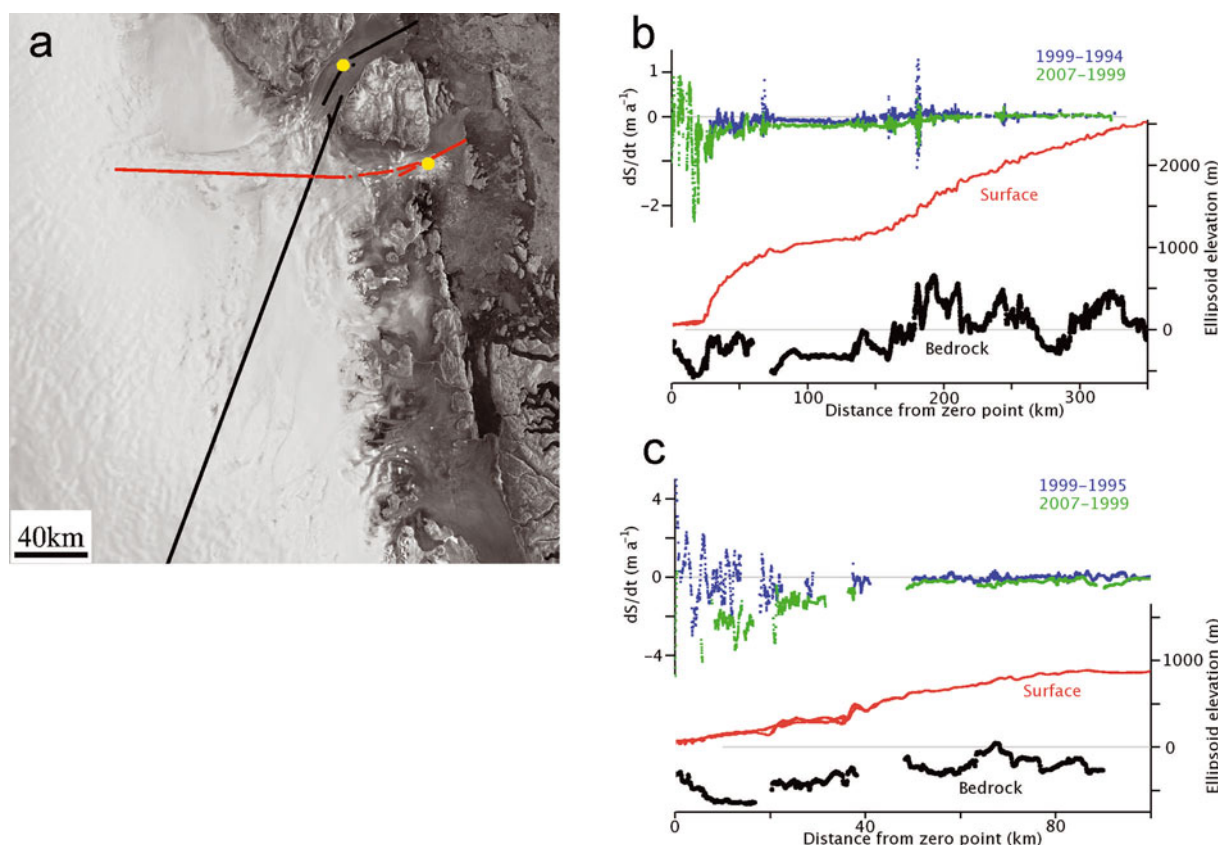 a
40km
b
1999–1994
2007–1999
1
0
-1
-2
dS/dt (m a⁻¹)
Surface
Bedrock
2000
1000
0
Ellipsoid elevation (m)
0 100 200 300
Distance from zero point (km)
c
1999–1995
2007–1999
4
0
-4
dS/dt (m a⁻¹)
Surface
Bedrock
1000
0
Ellipsoid elevation (m)
0 40 80
Distance from zero point (km)